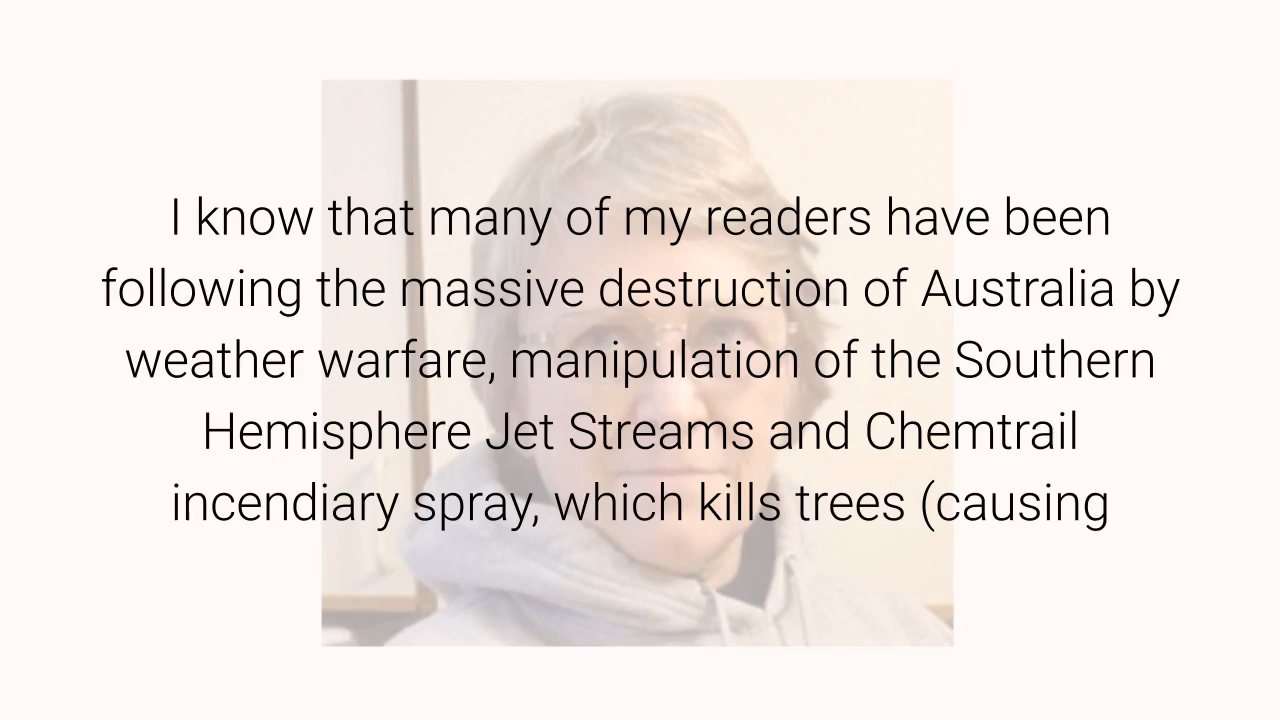 I know that many of my readers have been
following the massive destruction of Australia by
weather warfare, manipulation of the Southern
Hemisphere Jet Streams and Chemtrail
incendiary spray, which kills trees (causing